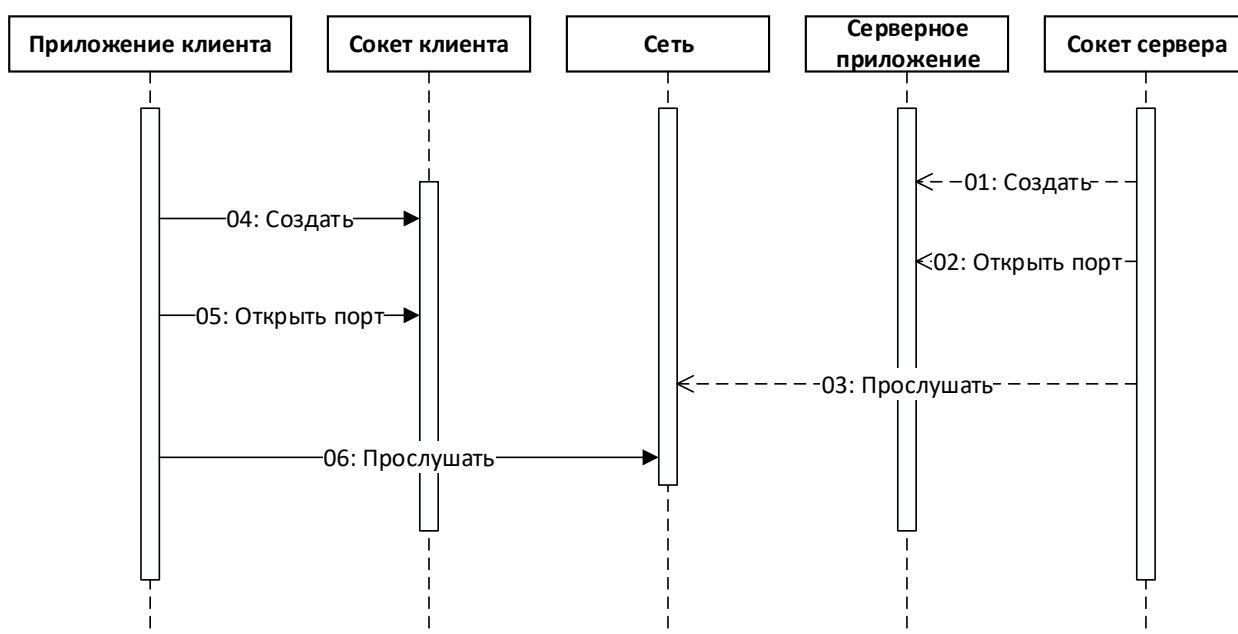 Приложение клиента
Сокет клиента
Сеть
Серверное
приложение
Сокет сервера
01: Создать
04: Создать
02: Открыть порт
05: Открыть порт
03: Прослушать
06: Прослушать